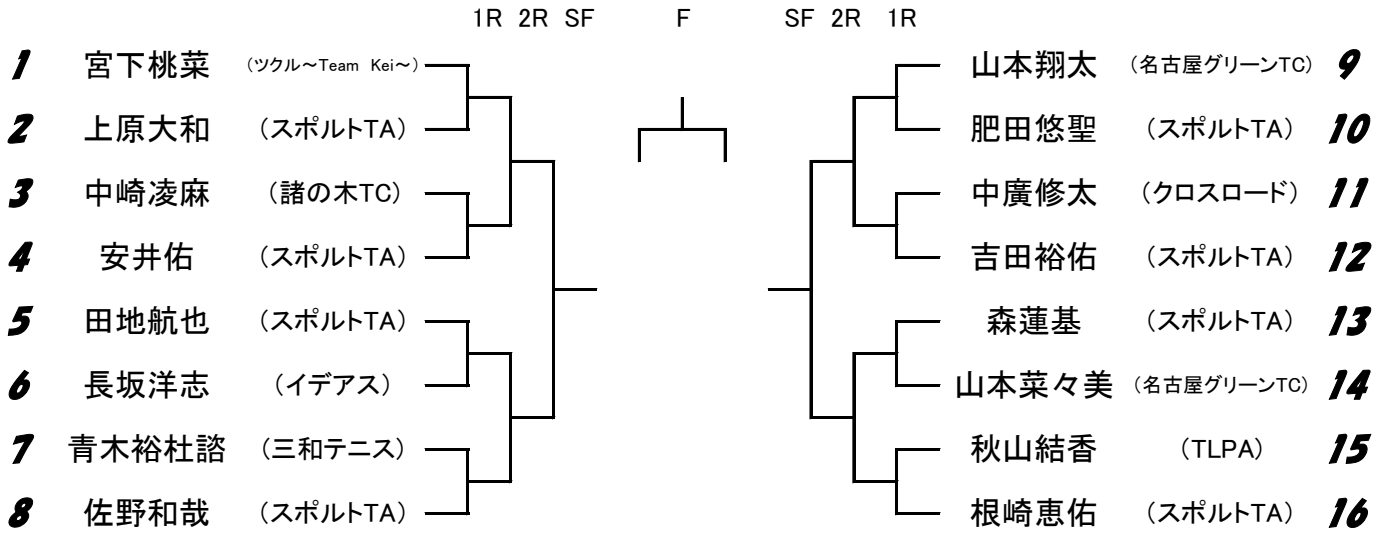 1R 2R SF F SF 2R 1R
1 宮下桃菜 (ツクル～Team Kei～) 山本翔太 (名古屋グリーンTC) 9
2 上原大和 (スポルトTA) 肥田悠聖 (スポルトTA) 10
3 中崎凌麻 (諸の木TC) 中廣修太 (クロスロード) 11
4 安井佑 (スポルトTA) 吉田裕佑 (スポルトTA) 12
5 田地航也 (スポルトTA) 森蓮基 (スポルトTA) 13
6 長坂洋志 (イデアス) 山本菜々美 (名古屋グリーンTC) 14
7 青木裕杜諮 (三和テニス) 秋山結香 (TLPA) 15
8 佐野和哉 (スポルトTA) 根崎恵佑 (スポルトTA) 16